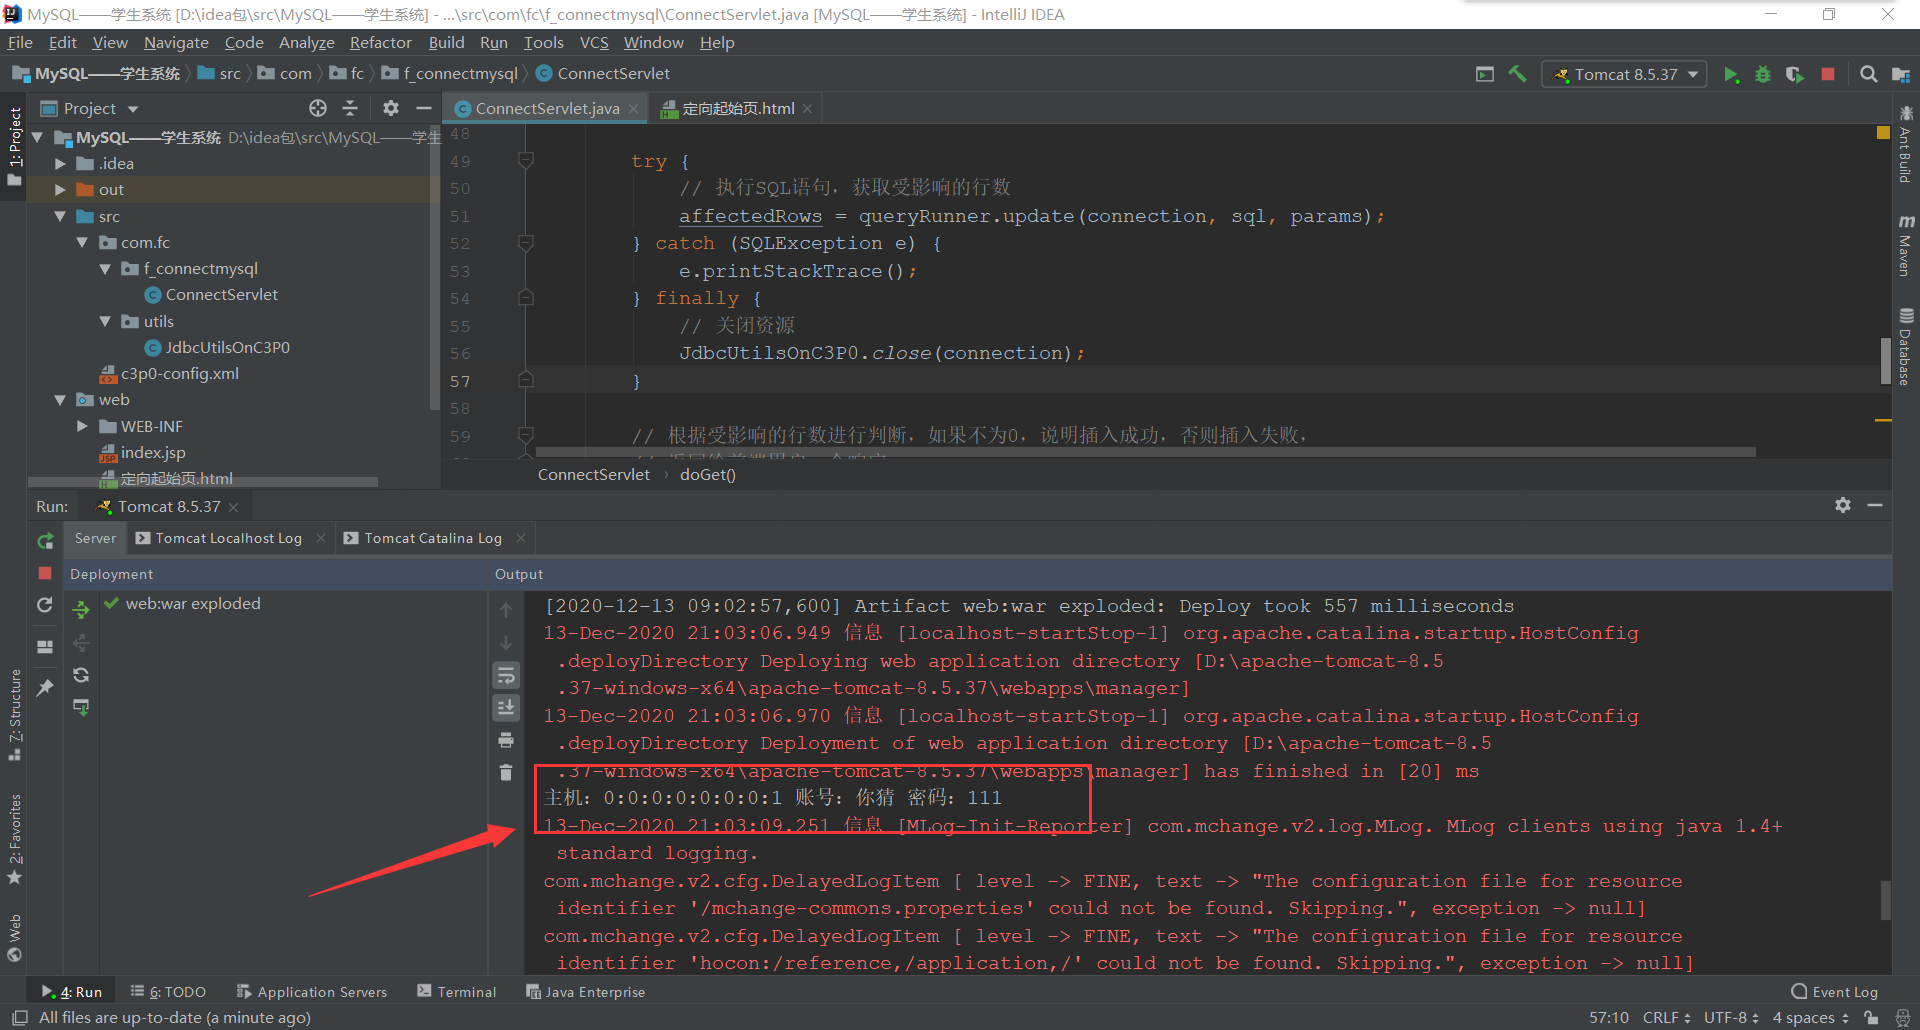 MySQL——学生系统 [D:\idea包\src\MySQL——学生系统] - ...\src\com\fc\f_connectmysql\ConnectServlet.java [MySQL——学生系统] - IntelliJ IDEA
File Edit View Navigate Code Analyze Refactor Build Run Tools VCS Window Help
MySQL——学生系统 src com fc f_connectmysql ConnectServlet
Tomcat 8.5.37
Project
ConnectServlet.java
定向起始页.html
1: Project
MySQL——学生系统 D:\idea包\src\MySQL——学生
.idea
out
src
com.fc
f_connectmysql
ConnectServlet
utils
JdbcUtilsOnC3P0
c3p0-config.xml
web
WEB-INF
index.jsp
定向起始页.html
48
49 try {
50 // 执行SQL语句，获取受影响的行数
51 affectedRows = queryRunner.update(connection, sql, params);
52 } catch (SQLException e) {
53 e.printStackTrace();
54 } finally {
55 // 关闭资源
56 JdbcUtilsOnC3P0.close(connection);
57 }
58
59 // 根据受影响的行数进行判断，如果不为0，说明插入成功，否则插入失败，
ConnectServlet › doGet()
Ant Build
Maven
Database
Run: Tomcat 8.5.37
Server Tomcat Localhost Log Tomcat Catalina Log
Deployment Output
web:war exploded
[2020-12-13 09:02:57,600] Artifact web:war exploded: Deploy took 557 milliseconds
13-Dec-2020 21:03:06.949 信息 [localhost-startStop-1] org.apache.catalina.startup.HostConfig
.deployDirectory Deploying web application directory [D:\apache-tomcat-8.5
.37-windows-x64\apache-tomcat-8.5.37\webapps\manager]
13-Dec-2020 21:03:06.970 信息 [localhost-startStop-1] org.apache.catalina.startup.HostConfig
.deployDirectory Deployment of web application directory [D:\apache-tomcat-8.5
.37-windows-x64\apache-tomcat-8.5.37\webapps\manager] has finished in [20] ms
主机：0:0:0:0:0:0:0:1 账号：你猜 密码：111
13-Dec-2020 21:03:09.251 信息 [MLog-Init-Reporter] com.mchange.v2.log.MLog. MLog clients using java 1.4+
standard logging.
com.mchange.v2.cfg.DelayedLogItem [ level -> FINE, text -> "The configuration file for resource
identifier '/mchange-commons.properties' could not be found. Skipping.", exception -> null]
com.mchange.v2.cfg.DelayedLogItem [ level -> FINE, text -> "The configuration file for resource
identifier 'hocon:/reference,/application,/' could not be found. Skipping.", exception -> null]
7: Structure
2: Favorites
Web
4: Run 6: TODO Application Servers Terminal Java Enterprise
Event Log
All files are up-to-date (a minute ago)
57:10 CRLF UTF-8 4 spaces